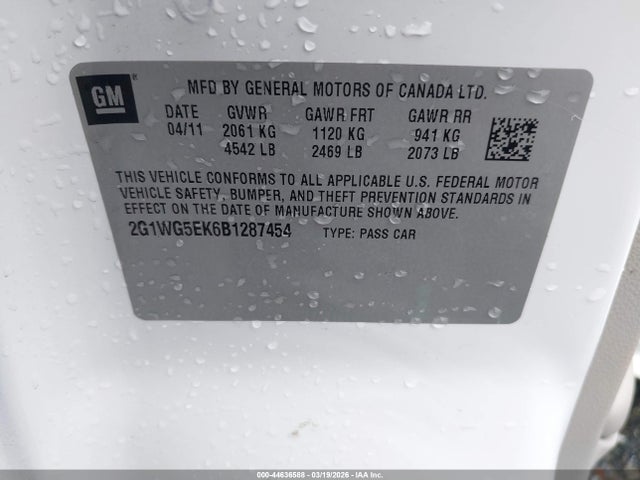 GM
MFD BY GENERAL MOTORS OF CANADA LTD.
DATE GVWR GAWR FRT GAWR RR
04/11 2061 KG 1120 KG 941 KG
4542 LB 2469 LB 2073 LB
THIS VEHICLE CONFORMS TO ALL APPLICABLE U.S. FEDERAL MOTOR
VEHICLE SAFETY, BUMPER, AND THEFT PREVENTION STANDARDS IN
EFFECT ON THE DATE OF MANUFACTURE SHOWN ABOVE.
2G1WG5EK6B1287454 TYPE: PASS CAR
000-44636568 - 03/19/2026 - IAA Inc.